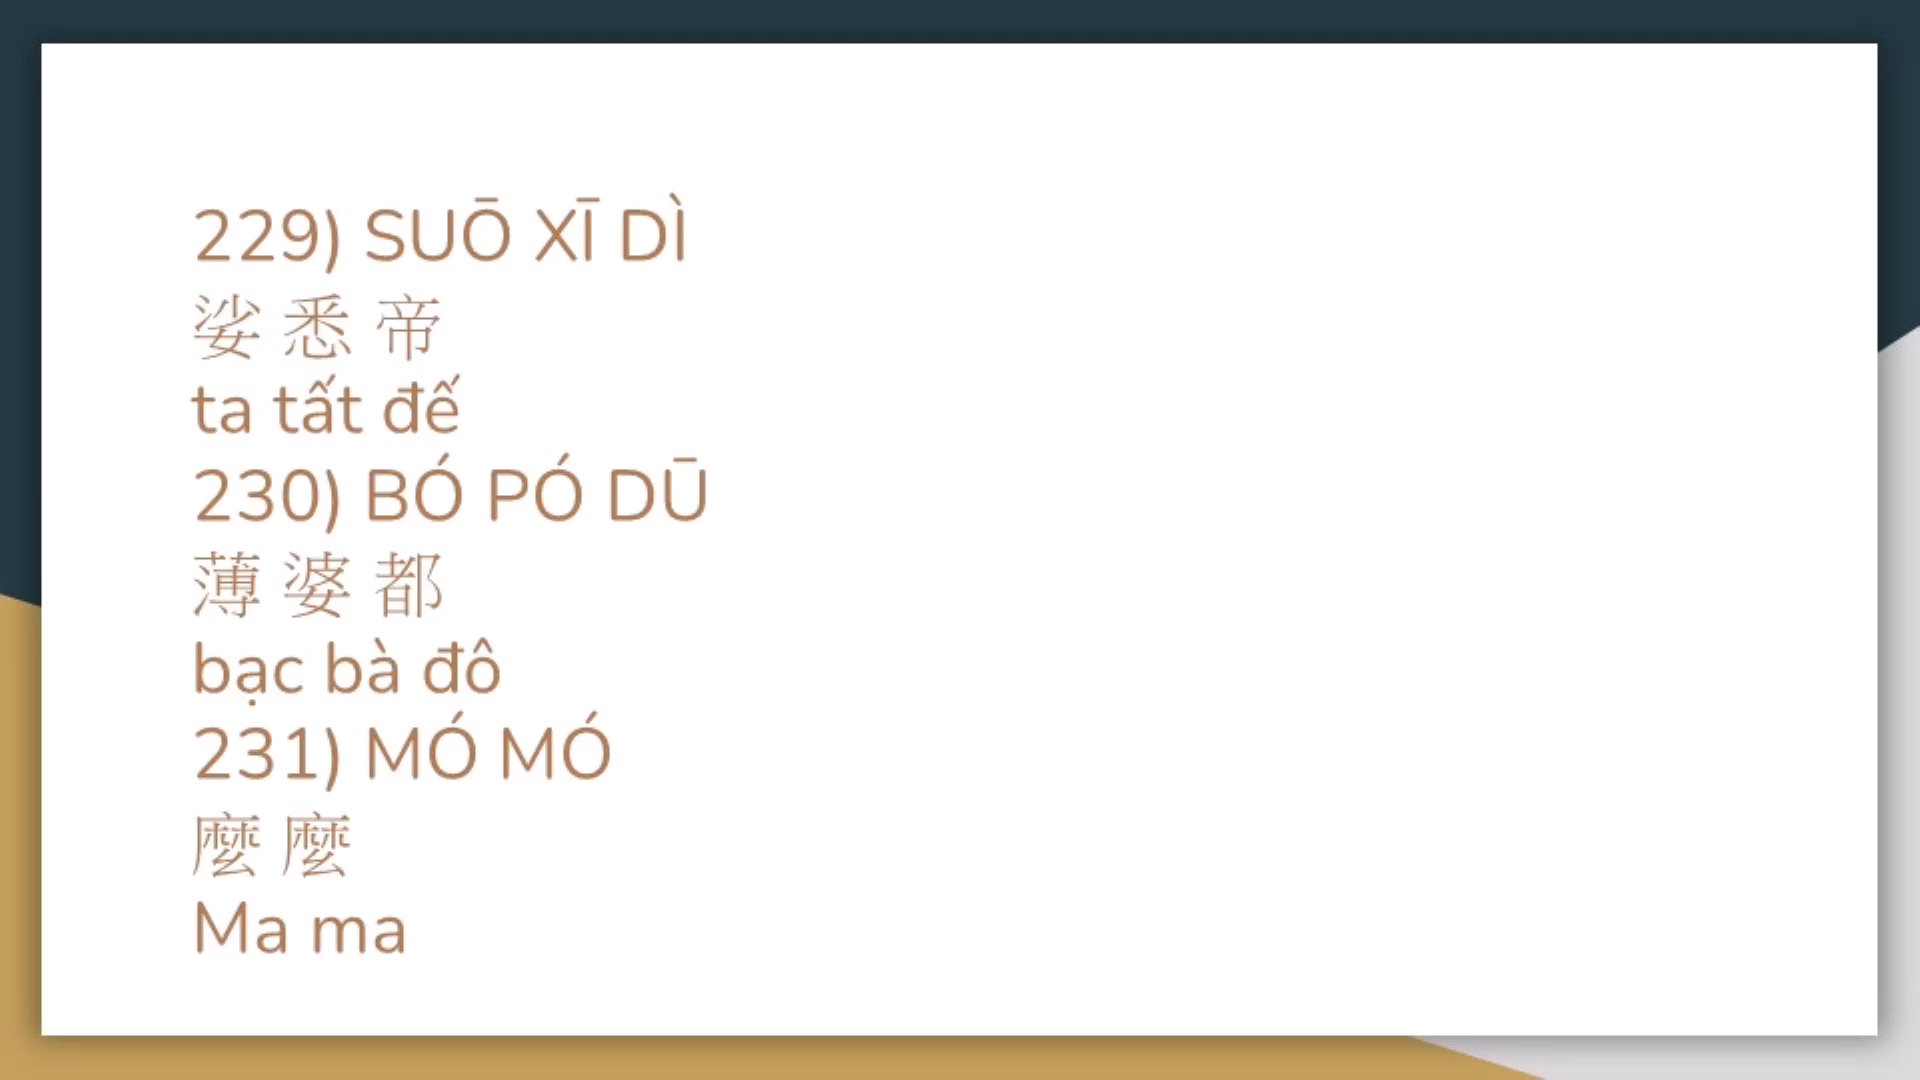 229) SUŌ XĪ DÌ
娑 悉 帝
ta tất đế
230) BÓ PÓ DŪ
薄 婆 都
bạc bà đô
231) MÓ MÓ
麼 麼
Ma ma